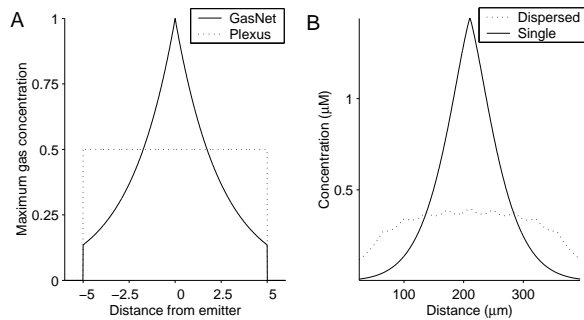 A
GasNet
Plexus
1
0.75
0.5
0.25
0
Maximum gas concentration
−5
−2.5
0
2.5
5
Distance from emitter
B
Dispersed
Single
1
0.5
Concentration (µM)
100
200
300
Distance (µm)